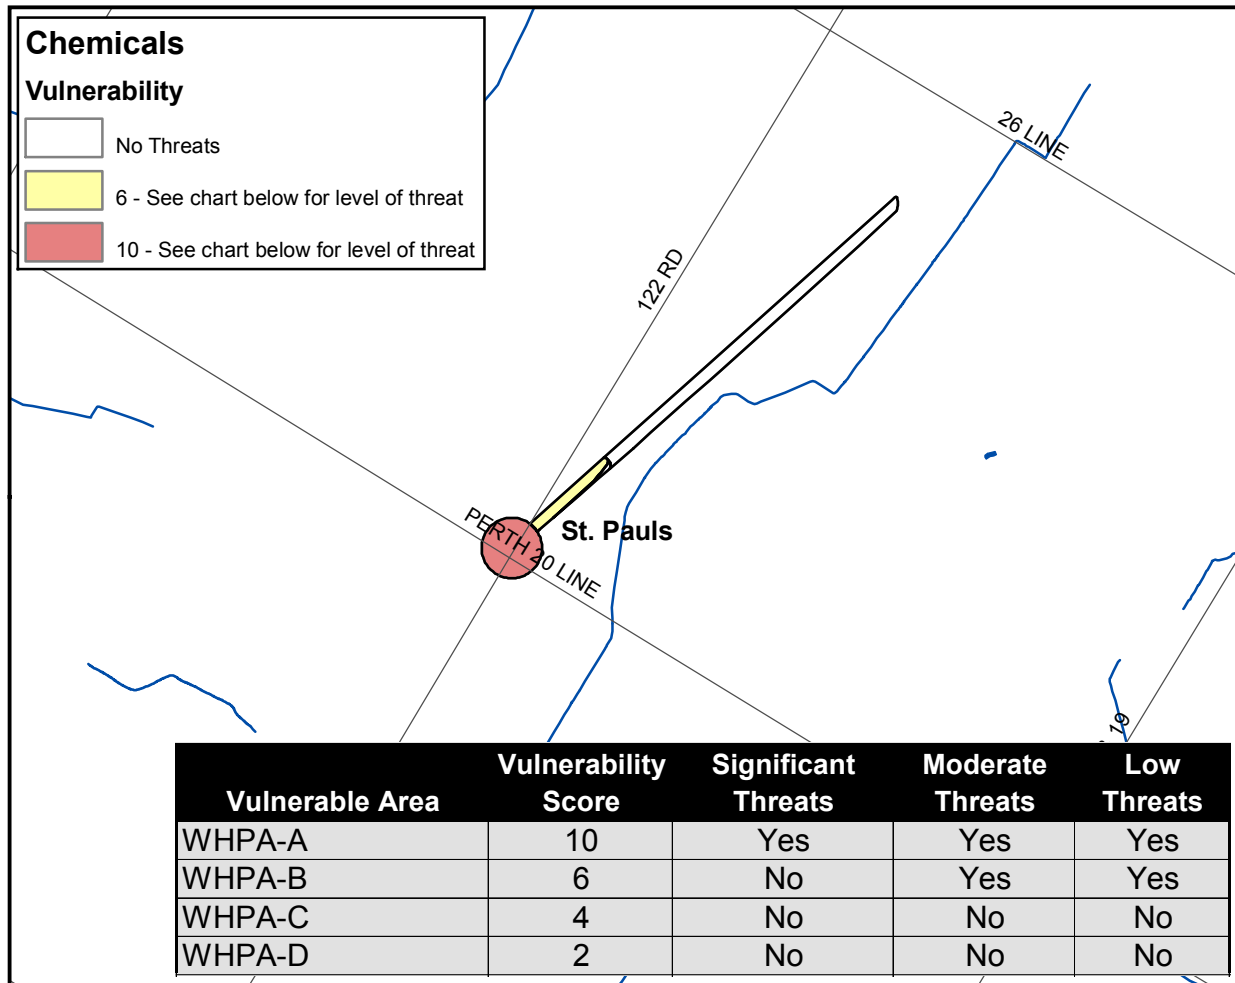 Chemicals
Vulnerability
No Threats
6 - See chart below for level of threat
10 - See chart below for level of threat
26 LINE
122 RD
St. Pauls
PERTH 20 LINE
19
Vulnerable Area Vulnerability Score Significant Threats Moderate Threats Low Threats
WHPA-A 10 Yes Yes Yes
WHPA-B 6 No Yes Yes
WHPA-C 4 No No No
WHPA-D 2 No No No